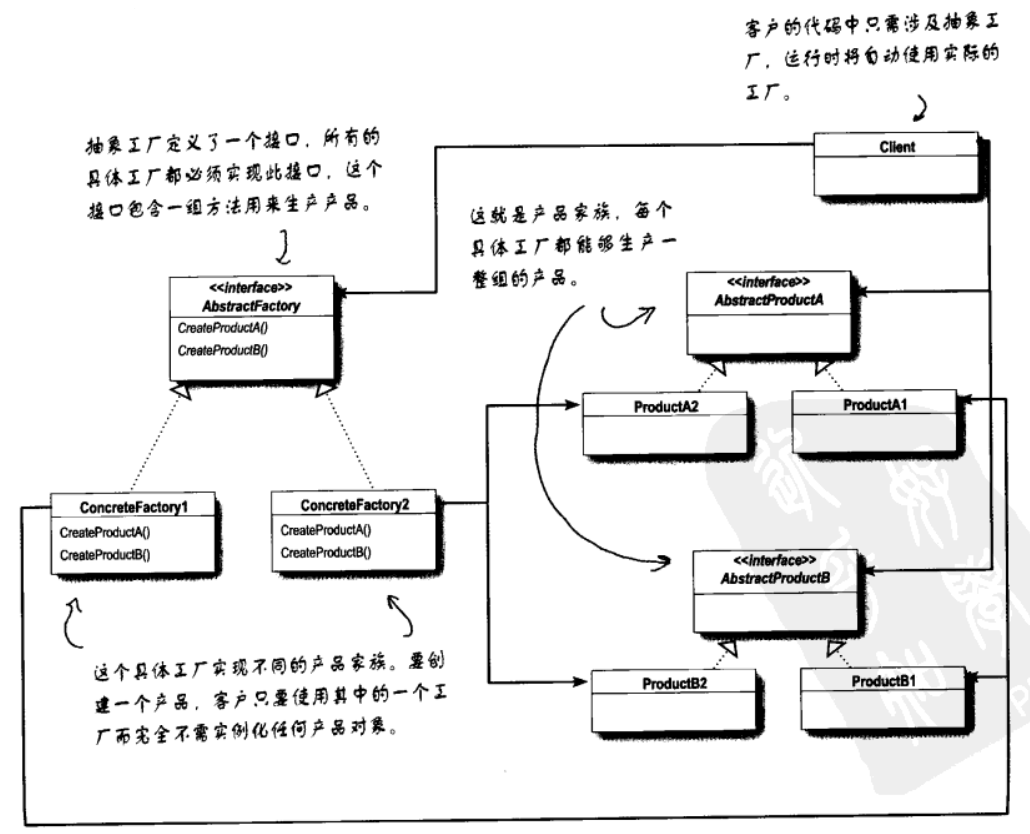 客户的代码中只需涉及抽象工
厂，运行时将自动使用实际的
工厂。
抽象工厂定义了一个接口，所有的
具体工厂都必须实现此接口，这个
接口包含一组方法用来生产产品。
Client
这就是产品家族，每个
具体工厂都能够生产一
整组的产品。
<<interface>>
AbstractFactory
CreateProductA()
CreateProductB()
<<interface>>
AbstractProductA
ProductA2
ProductA1
ConcreteFactory1
CreateProductA()
CreateProductB()
ConcreteFactory2
CreateProductA()
CreateProductB()
<<interface>>
AbstractProductB
ProductB2
ProductB1
这个具体工厂实现不同的产品家族。要创
建一个产品，客户只要使用其中的一个工
厂而完全不需实例化任何产品对象。